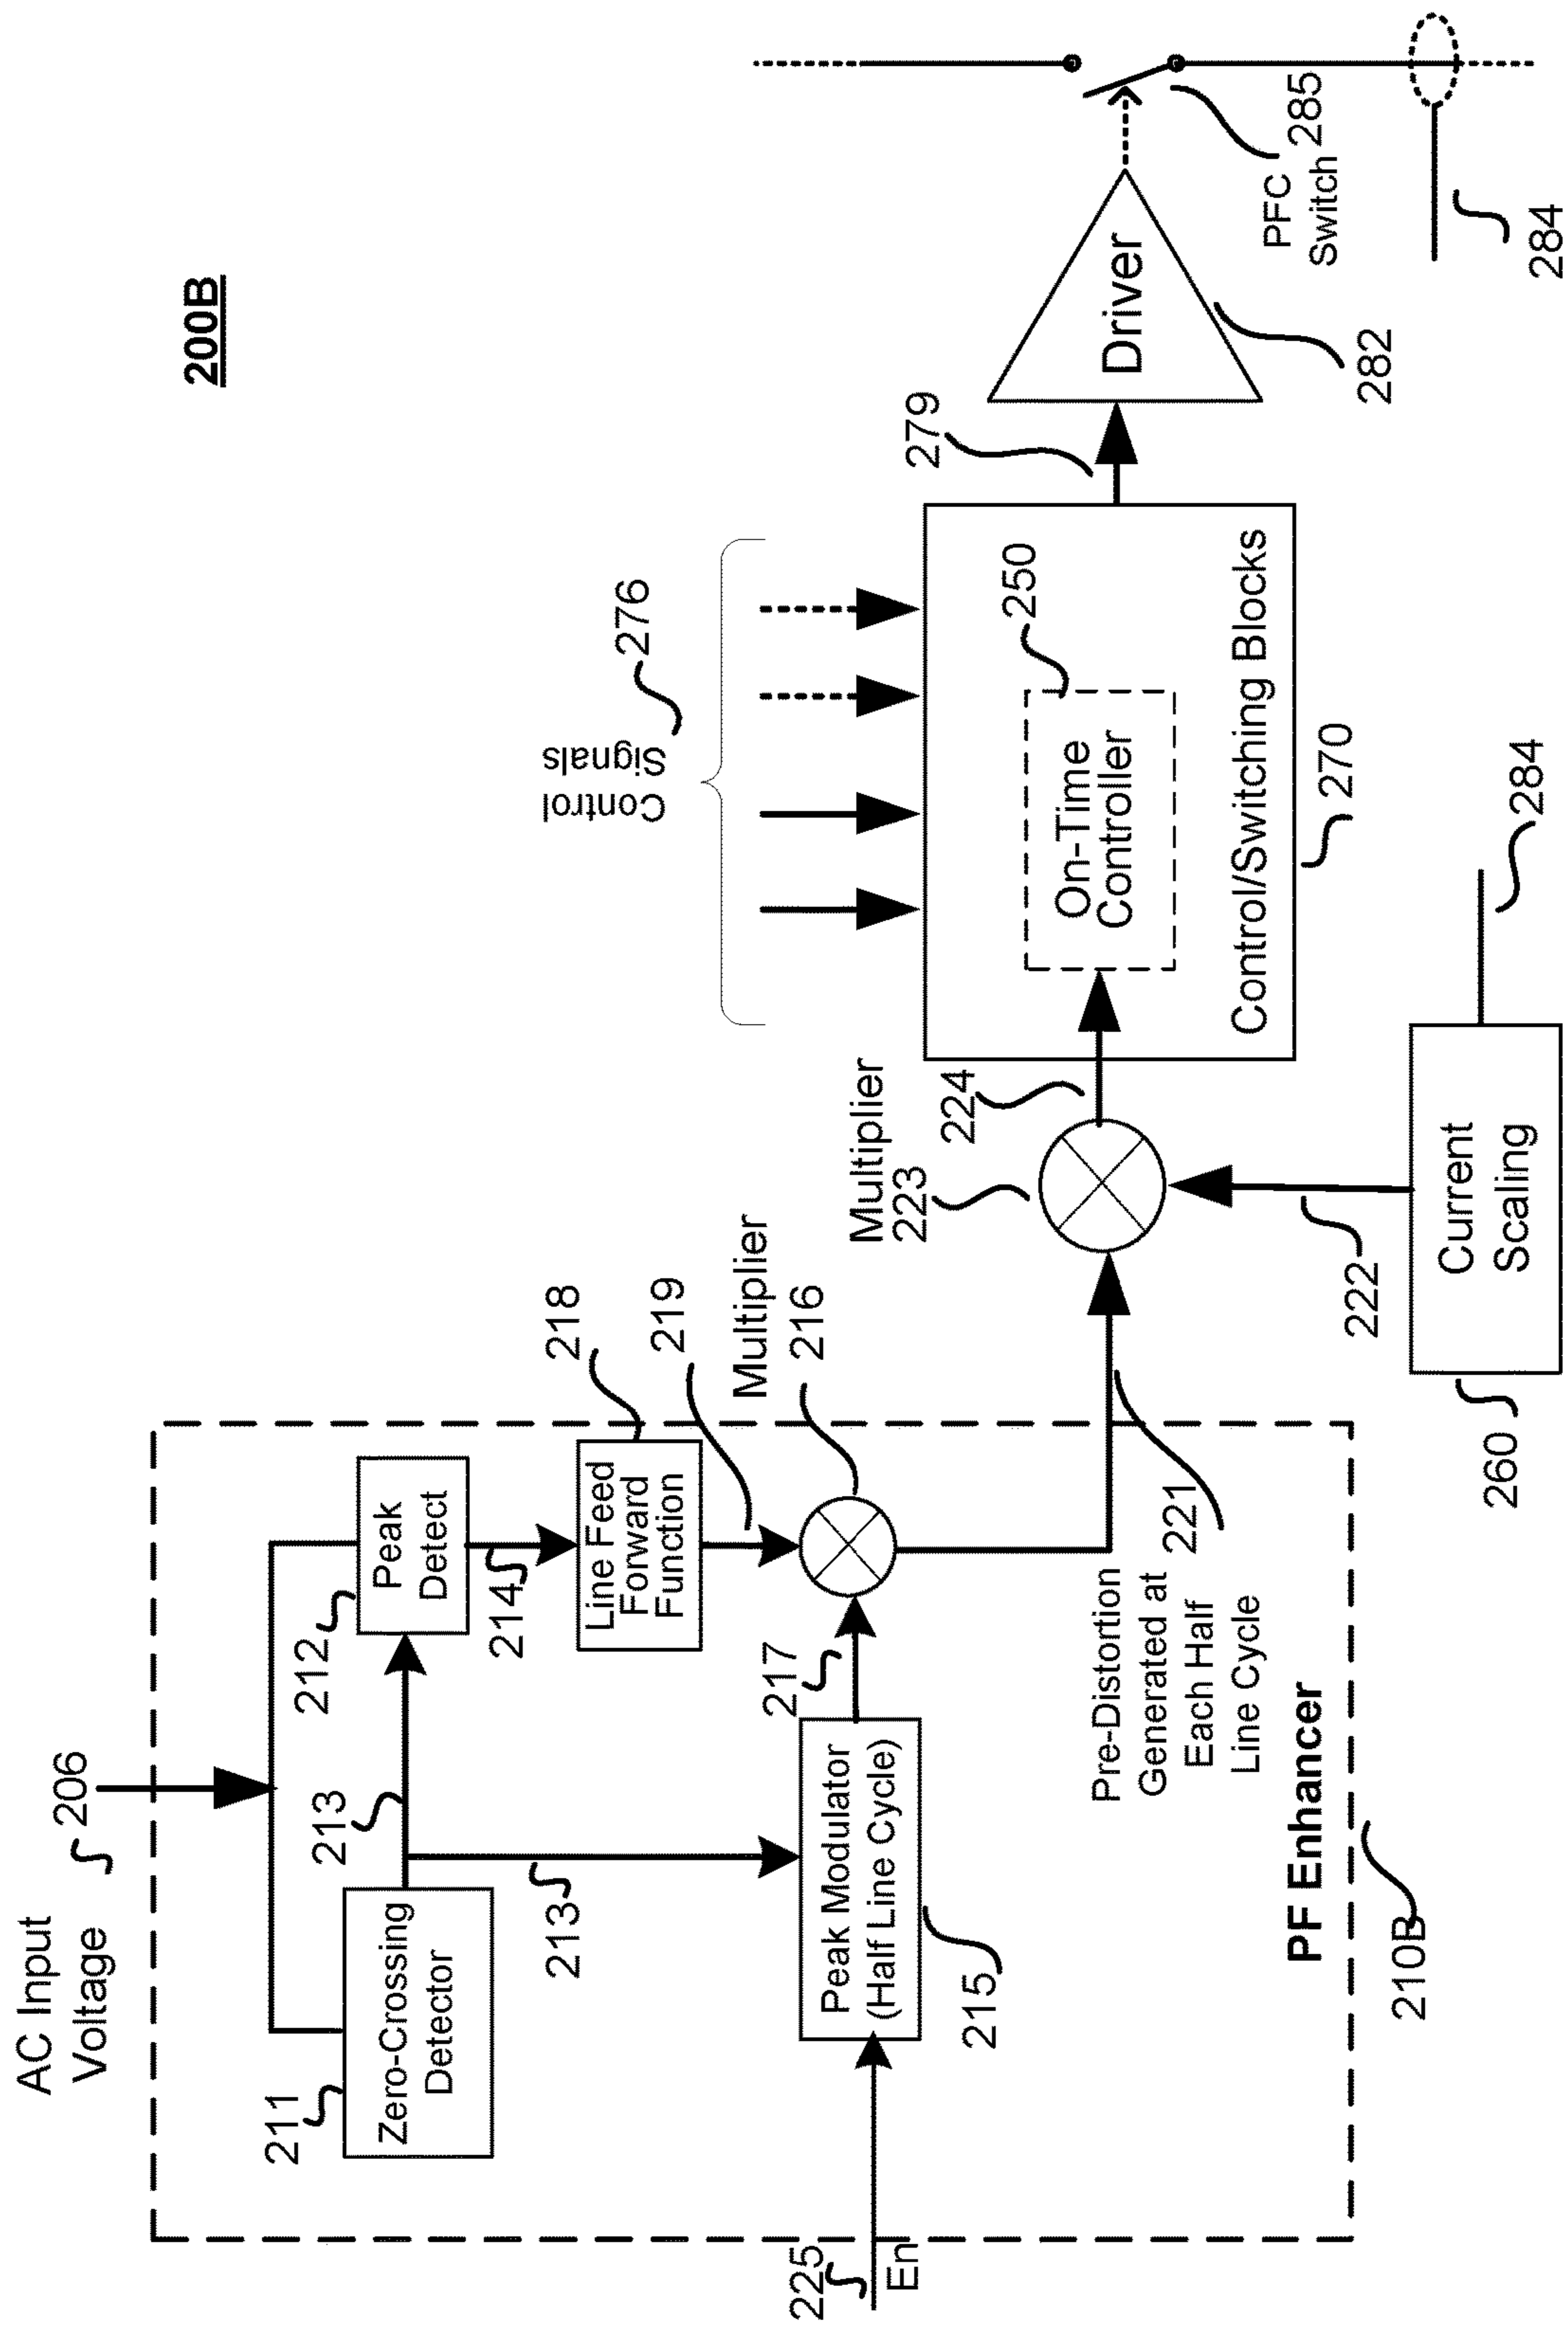 200B
AC Input
Voltage
206
211
Zero-Crossing
Detector
213
213
212
Peak
Detect
214
218
Line Feed
Forward
Function
219
Multiplier
216
217
Peak Modulator
(Half Line Cycle)
215
225
En
Pre-Distortion
Generated at
Each Half
Line Cycle
221
PF Enhancer
210B
Multiplier
223
224
222
Current
Scaling
260
284
Control
Signals
276
250
On-Time
Controller
Control/Switching Blocks
270
279
Driver
282
PFC
Switch
285
284